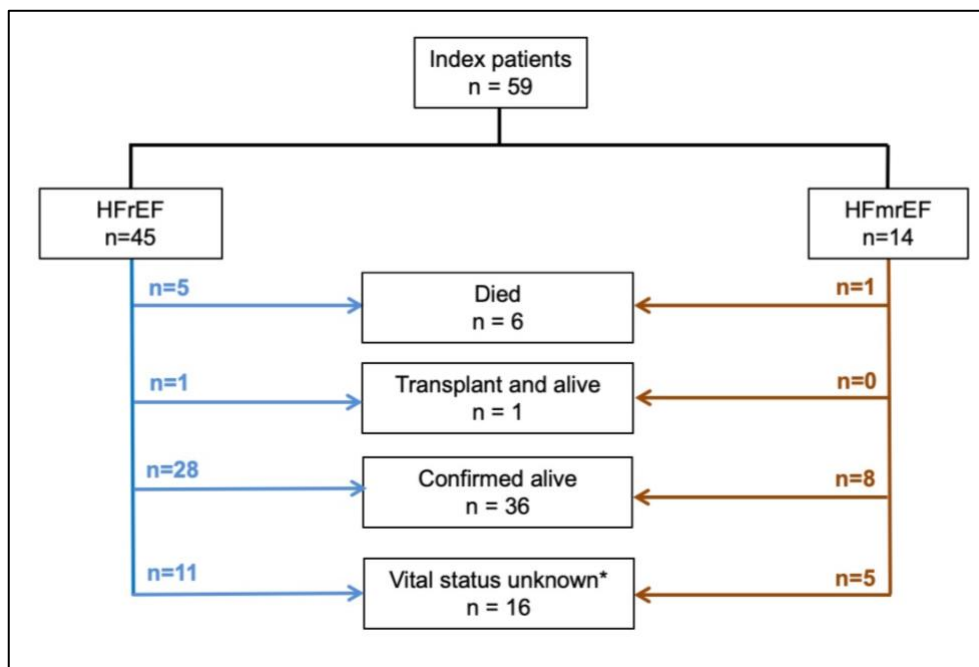 Index patients
n = 59
HFrEF
n=45
HFmrEF
n=14
n=5
Died
n = 6
n=1
n=1
Transplant and alive
n = 1
n=0
n=28
Confirmed alive
n = 36
n=8
n=11
Vital status unknown*
n = 16
n=5